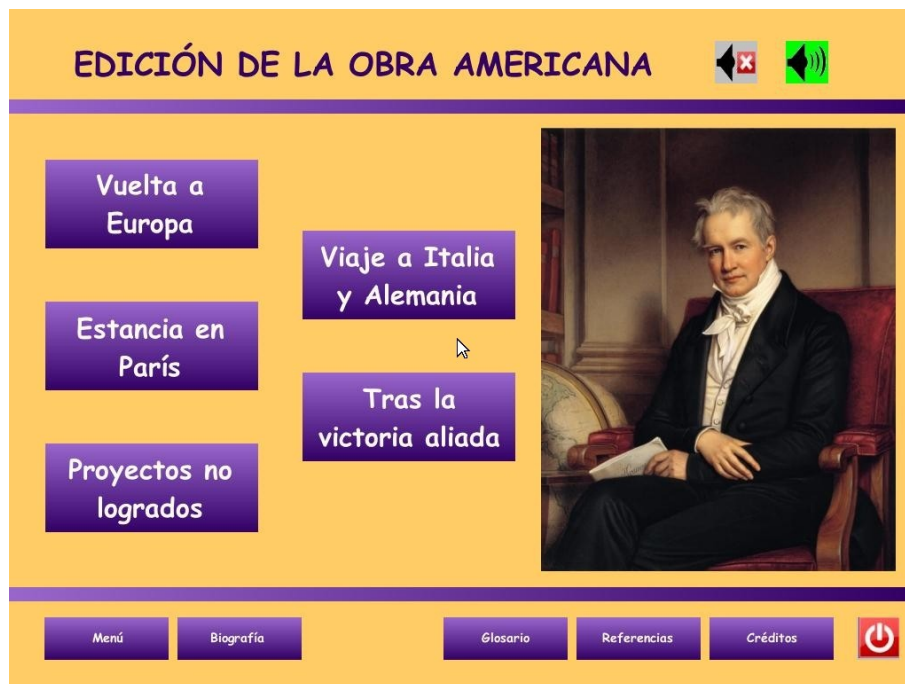 EDICIÓN DE LA OBRA AMERICANA
Vuelta a
Europa
Viaje a Italia
y Alemania
Estancia en
París
Tras la
victoria aliada
Proyectos no
logrados
Menú
Biografía
Glosario
Referencias
Créditos